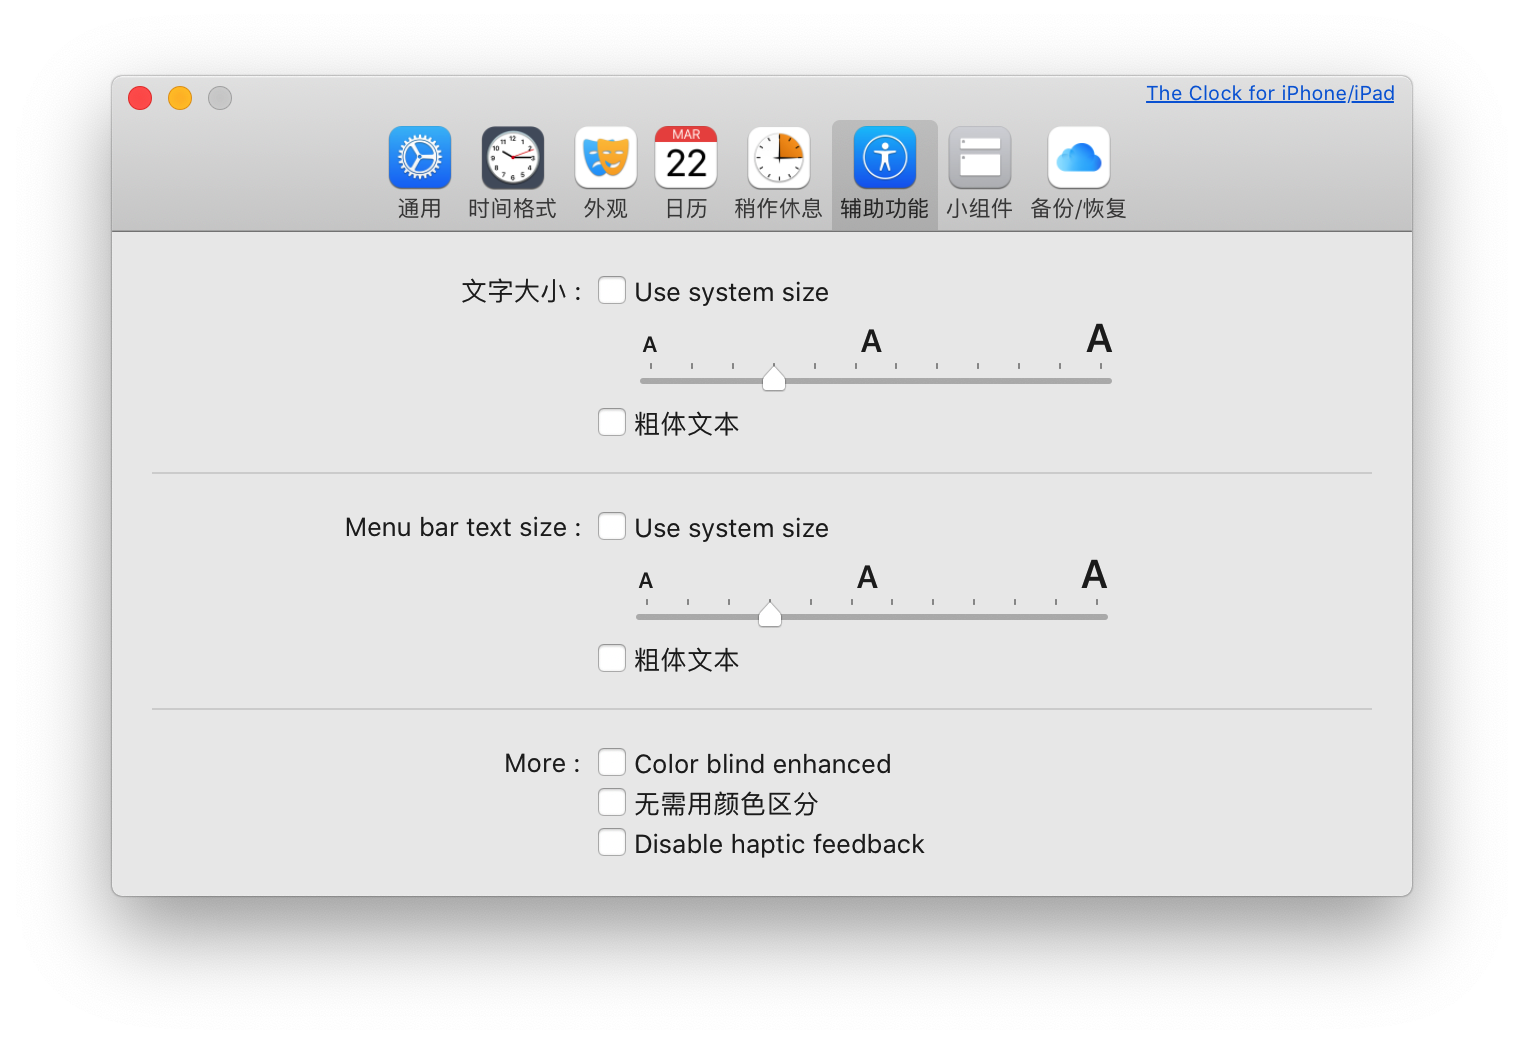 The Clock for iPhone/iPad
MAR
22
通用
时间格式
外观
日历
稍作休息
辅助功能
小组件
备份/恢复
文字大小 :
Use system size
A A A
粗体文本
Menu bar text size :
Use system size
A A A
粗体文本
More :
Color blind enhanced
无需用颜色区分
Disable haptic feedback